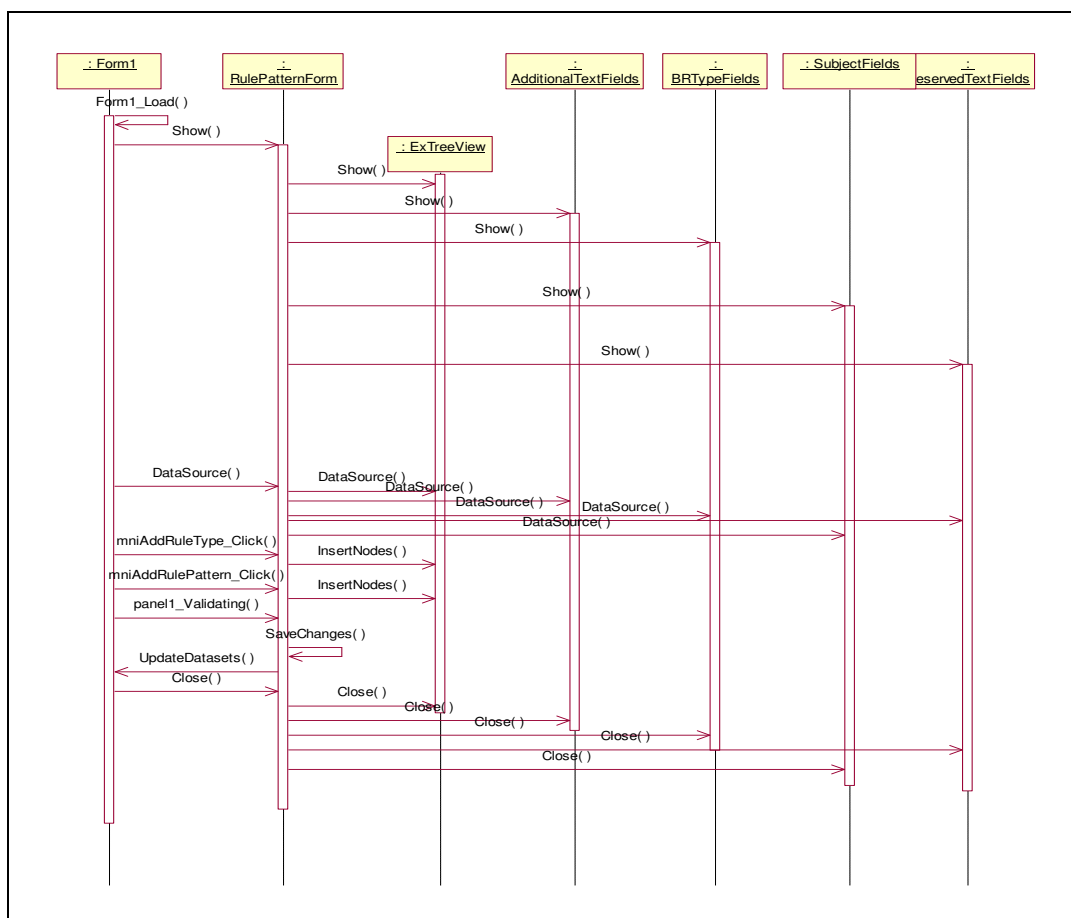 : Form1
:
RulePatternForm
:
AdditionalTextFields
:
BRTypeFields
: SubjectFields
:
eservedTextFields
Form1_Load( )
Show( )
: ExTreeView
Show( )
Show( )
Show( )
Show( )
Show( )
DataSource( )
DataSource( )
DataSource( )
DataSource( )
DataSource( )
DataSource( )
mniAddRuleType_Click( )
InsertNodes( )
mniAddRulePattern_Click( )
InsertNodes( )
panel1_Validating( )
SaveChanges( )
UpdateDatasets( )
Close( )
Close( )
Close( )
Close( )
Close( )
Close( )